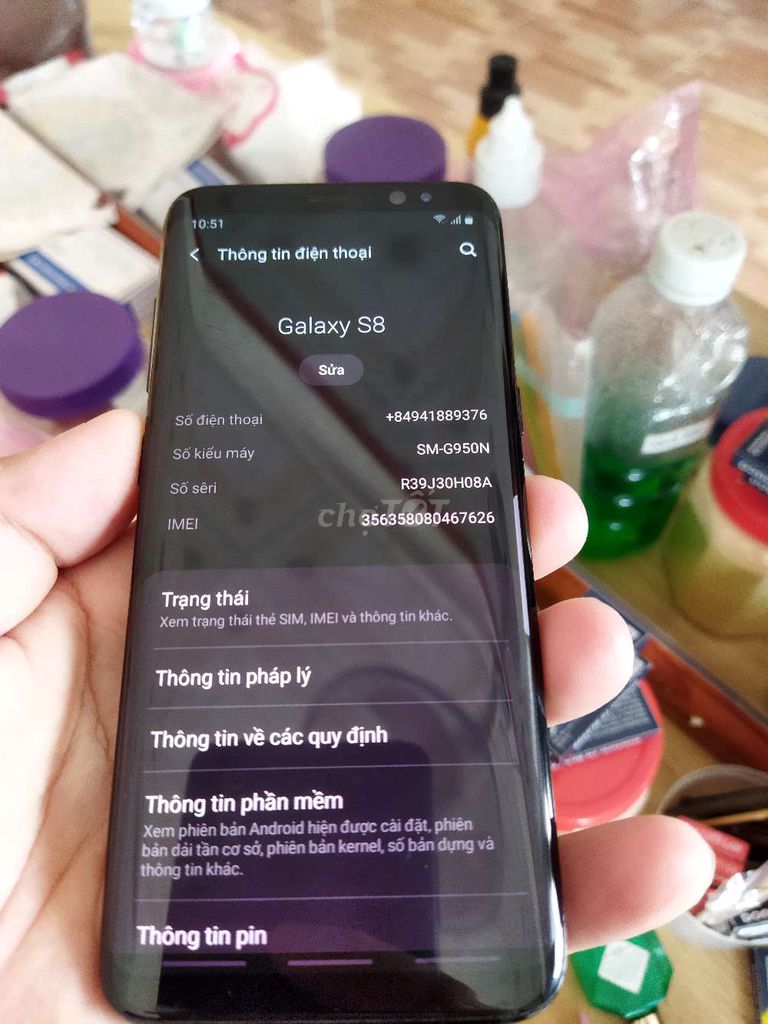 10:51
Thông tin điện thoại
Galaxy S8
Sửa
Số điện thoại +84941889376
Số kiểu máy SM-G950N
Số sêri R39J30H08A
IMEI 356358080467626
chợTỐT
Trạng thái
Xem trạng thái thẻ SIM, IMEI và thông tin khác.
Thông tin pháp lý
Thông tin về các quy định
Thông tin phần mềm
Xem phiên bản Android hiện được cài đặt, phiên
bản dải tần cơ sở, phiên bản kernel, số bản dựng và
thông tin khác.
Thông tin pin